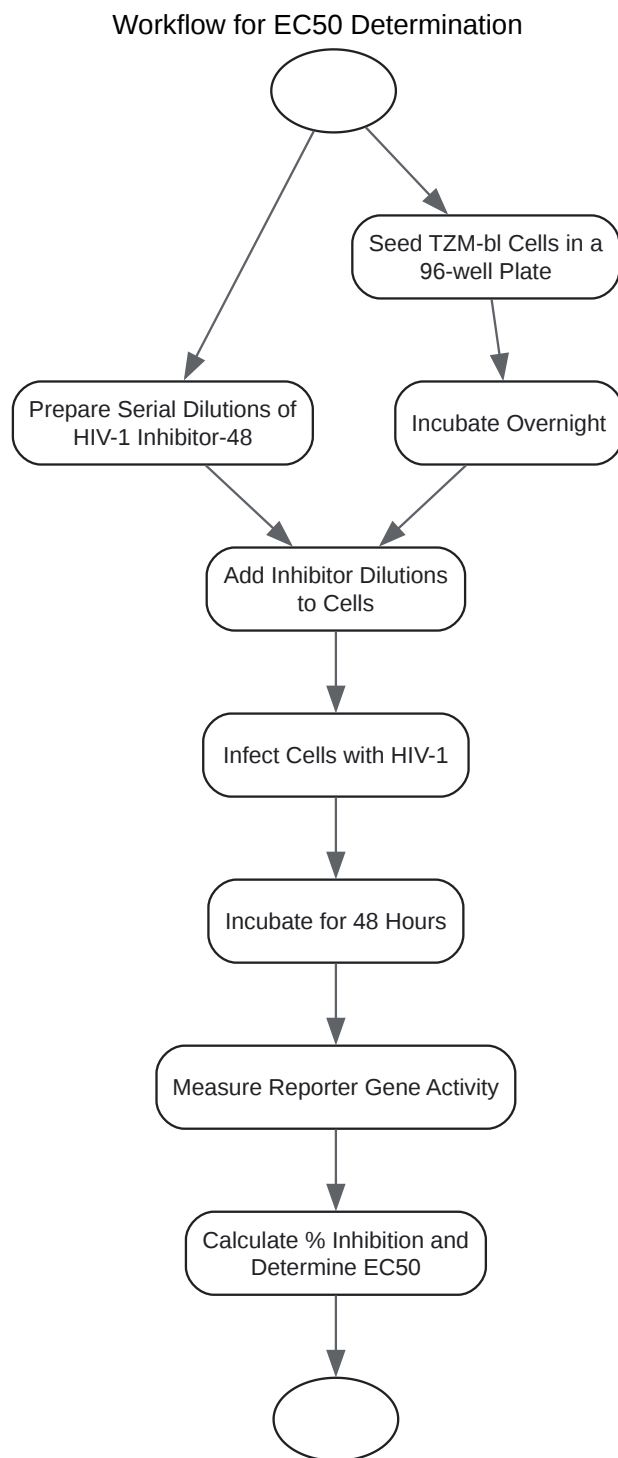 Workflow for EC50 Determination
Seed TZM-bl Cells in a
96-well Plate
Prepare Serial Dilutions of
HIV-1 Inhibitor-48
Incubate Overnight
Add Inhibitor Dilutions
to Cells
Infect Cells with HIV-1
Incubate for 48 Hours
Measure Reporter Gene Activity
Calculate % Inhibition and
Determine EC50